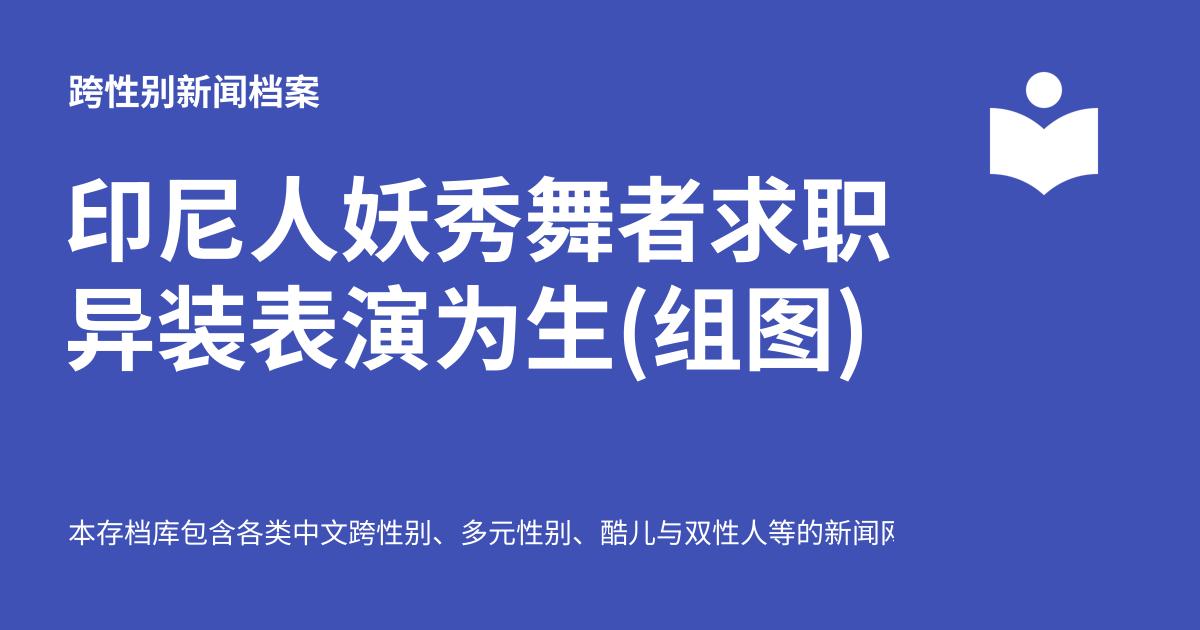 跨性别新闻档案
印尼人妖秀舞者求职
异装表演为生(组图)
本存档库包含各类中文跨性别、多元性别、酷儿与双性人等的新闻网